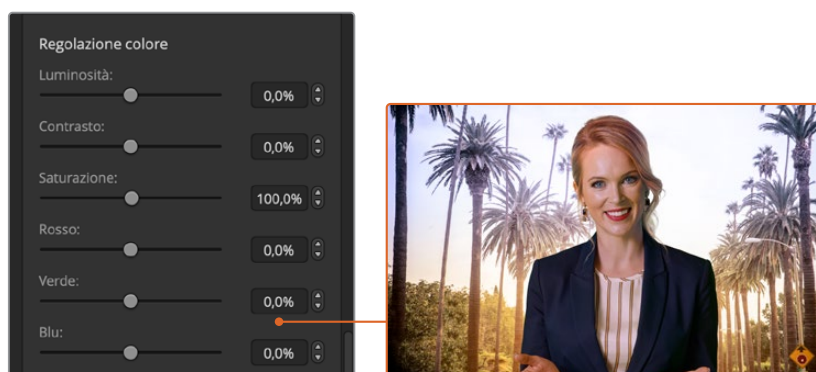 Regolazione colore
Luminosità:
0,0%
Contrasto:
0,0%
Saturazione:
100,0%
Rosso:
0,0%
Verde:
0,0%
Blu:
0,0%